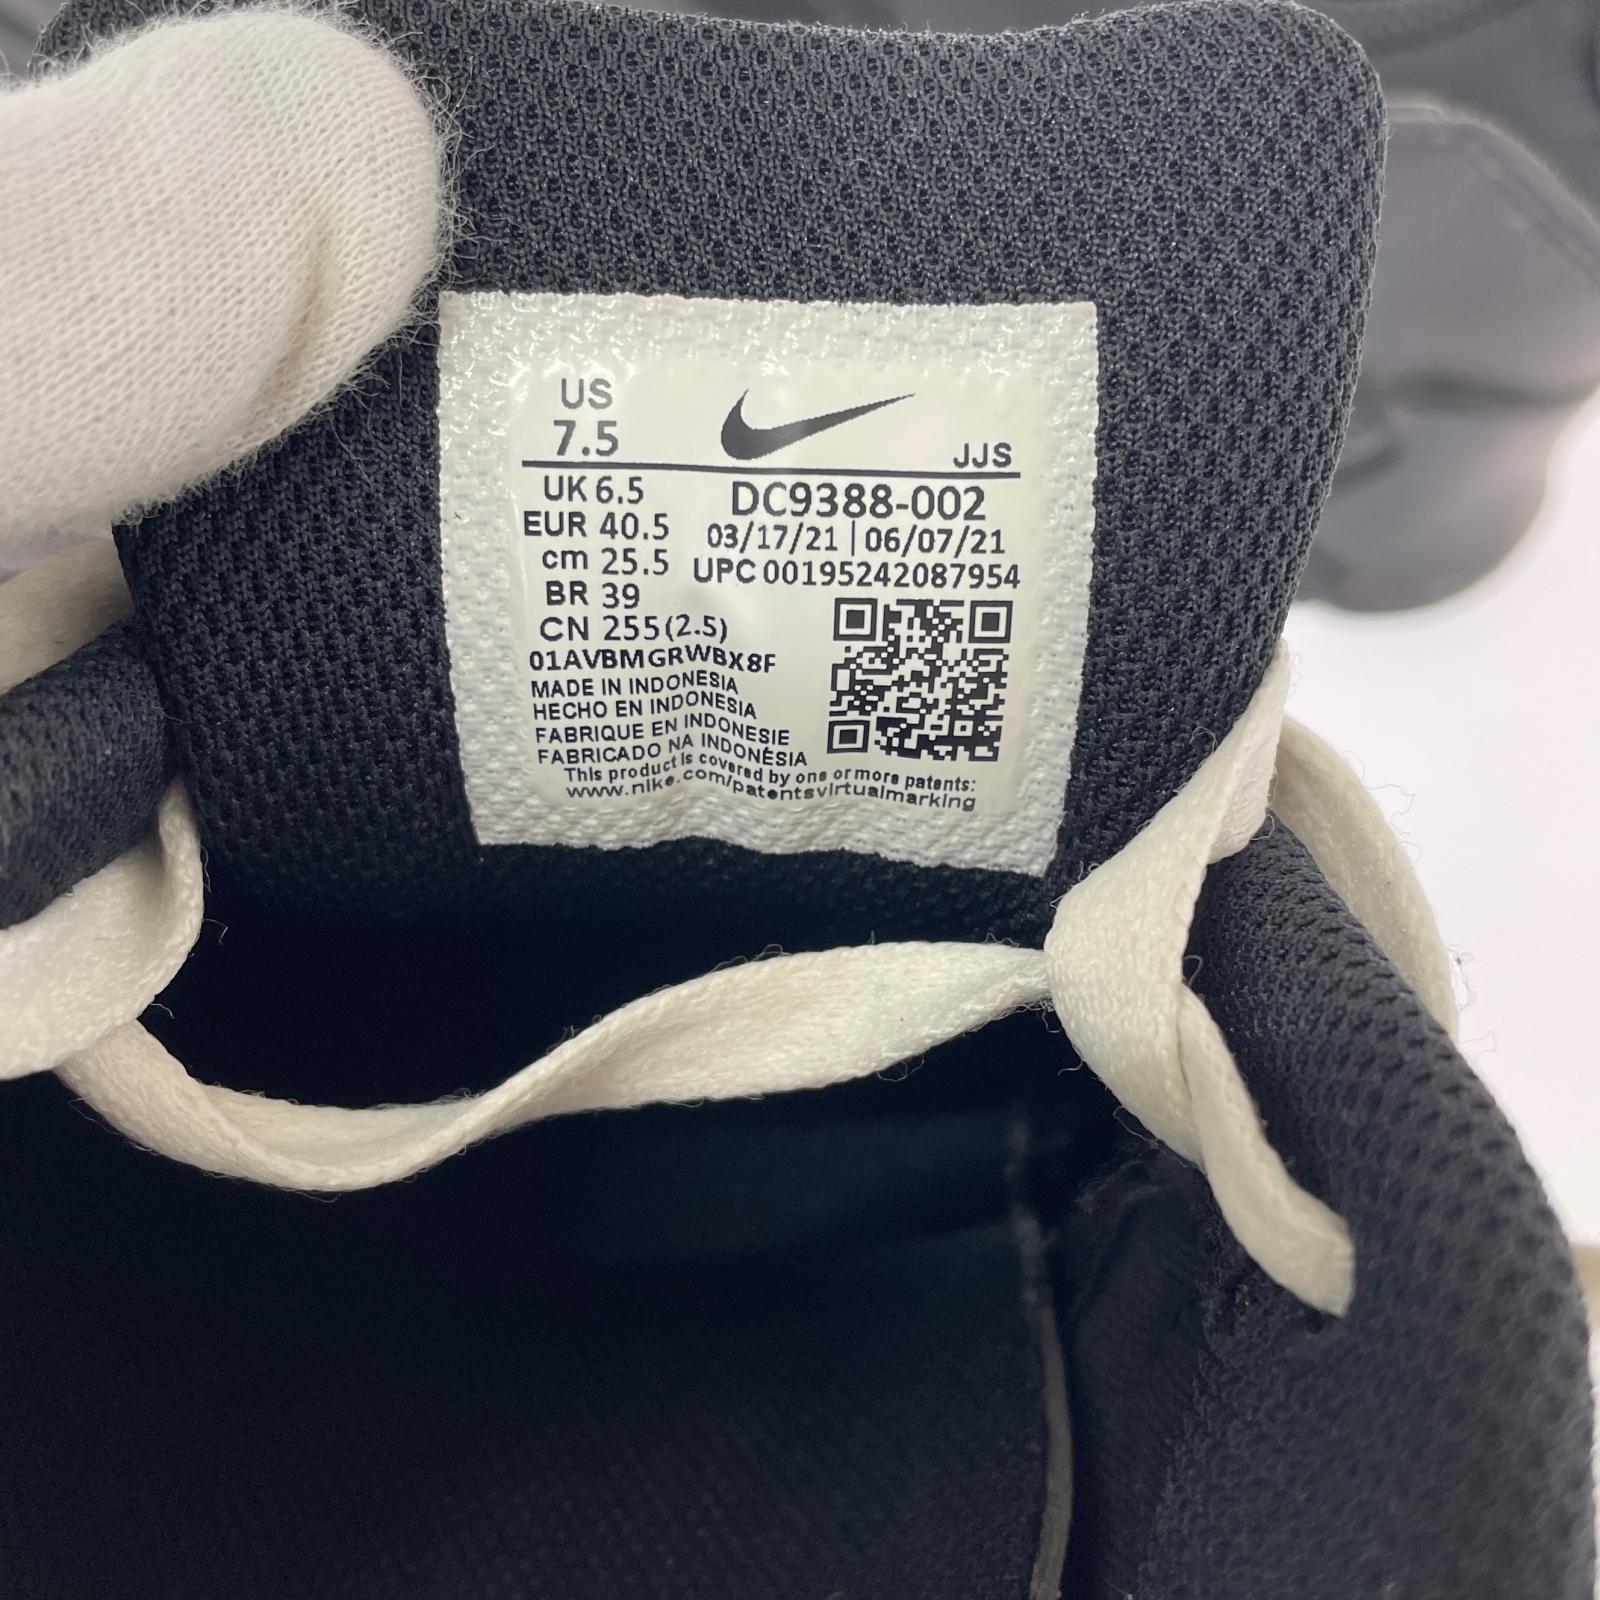 US
7.5
JJS
UK 6.5
DC9388-002
EUR 40.5
03/17/21 | 06/07/21
cm 25.5
UPC 00195242087954
BR 39
CN 255(2.5)
01AVBMGRWBX8F
MADE IN INDONESIA
HECHO EN INDONESIA
FABRIQUE EN INDONESIE
FABRICADO NA INDONÉSIA
This product is covered by one or more patents:
www.nike.com/patentsvirtualmarking